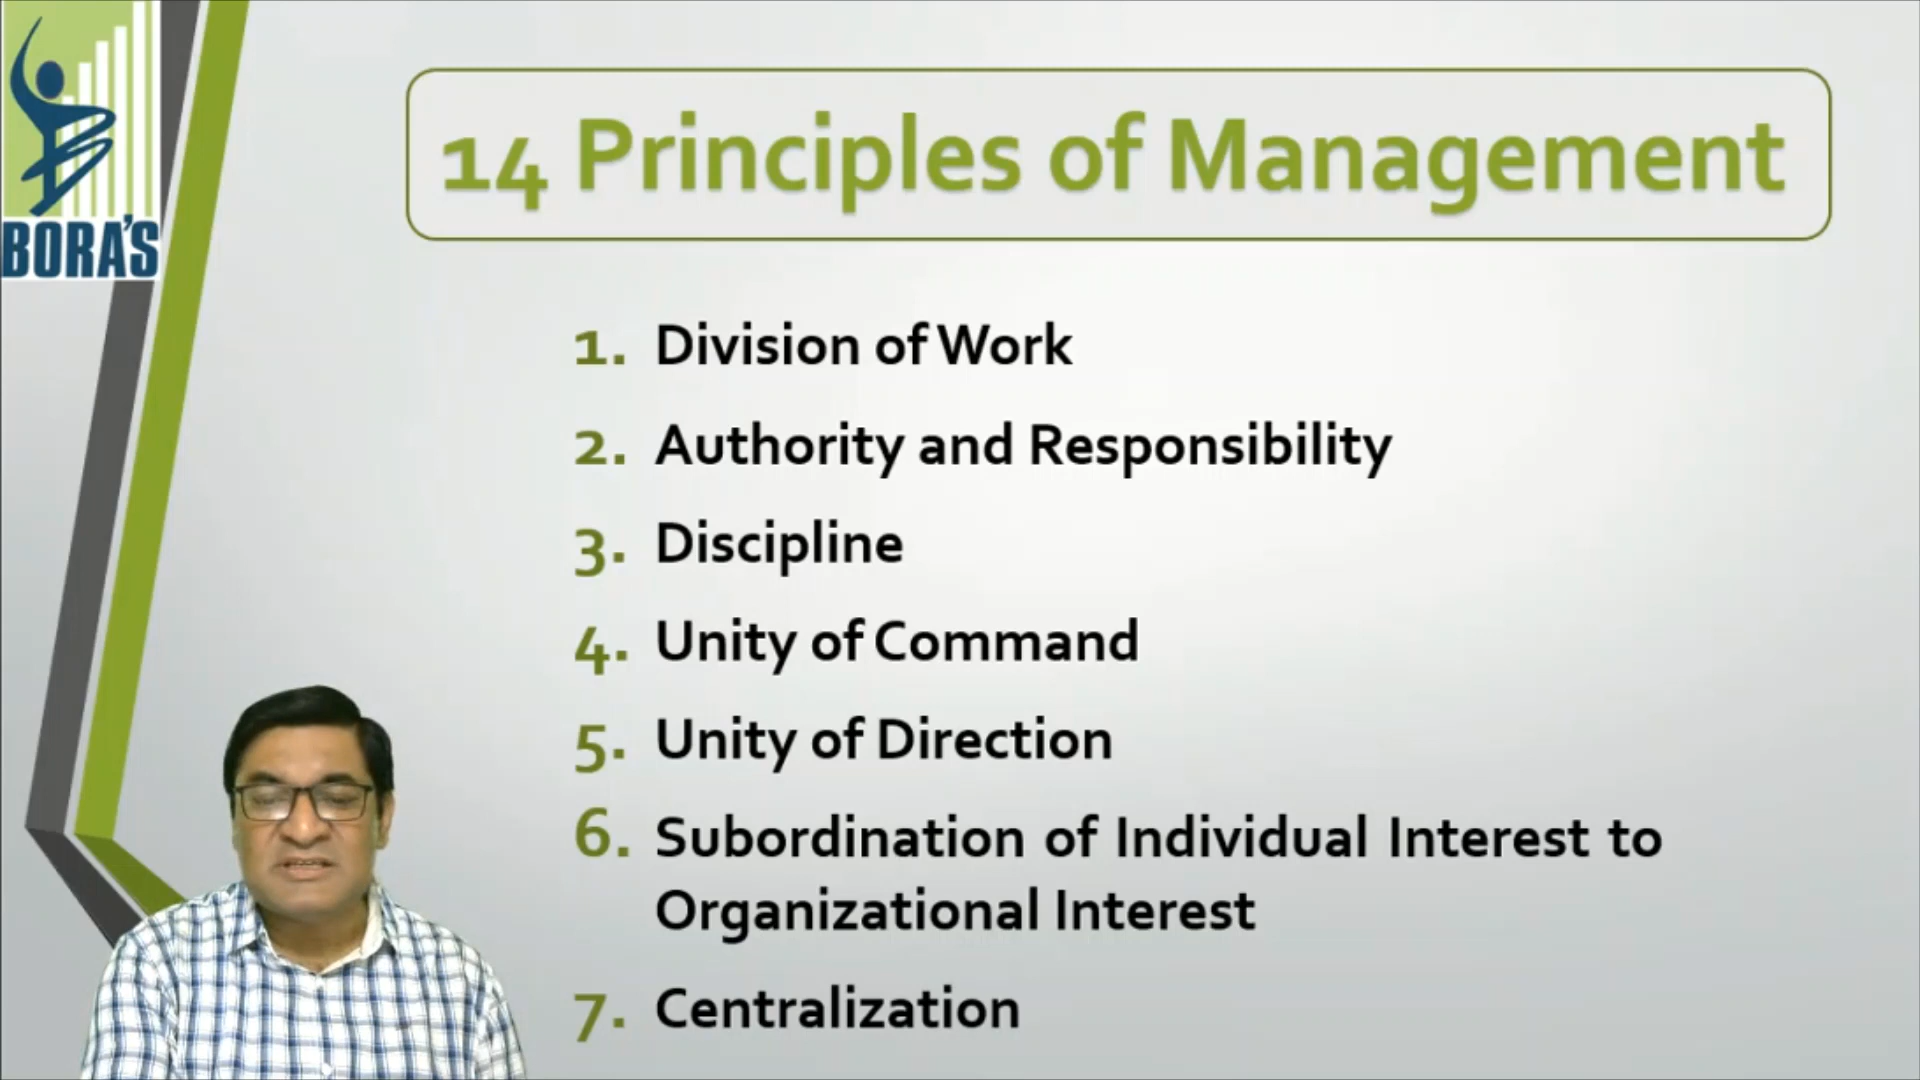 BORA'S
14 Principles of Management
1. Division of Work
2. Authority and Responsibility
3. Discipline
4. Unity of Command
5. Unity of Direction
6. Subordination of Individual Interest to
Organizational Interest
7. Centralization